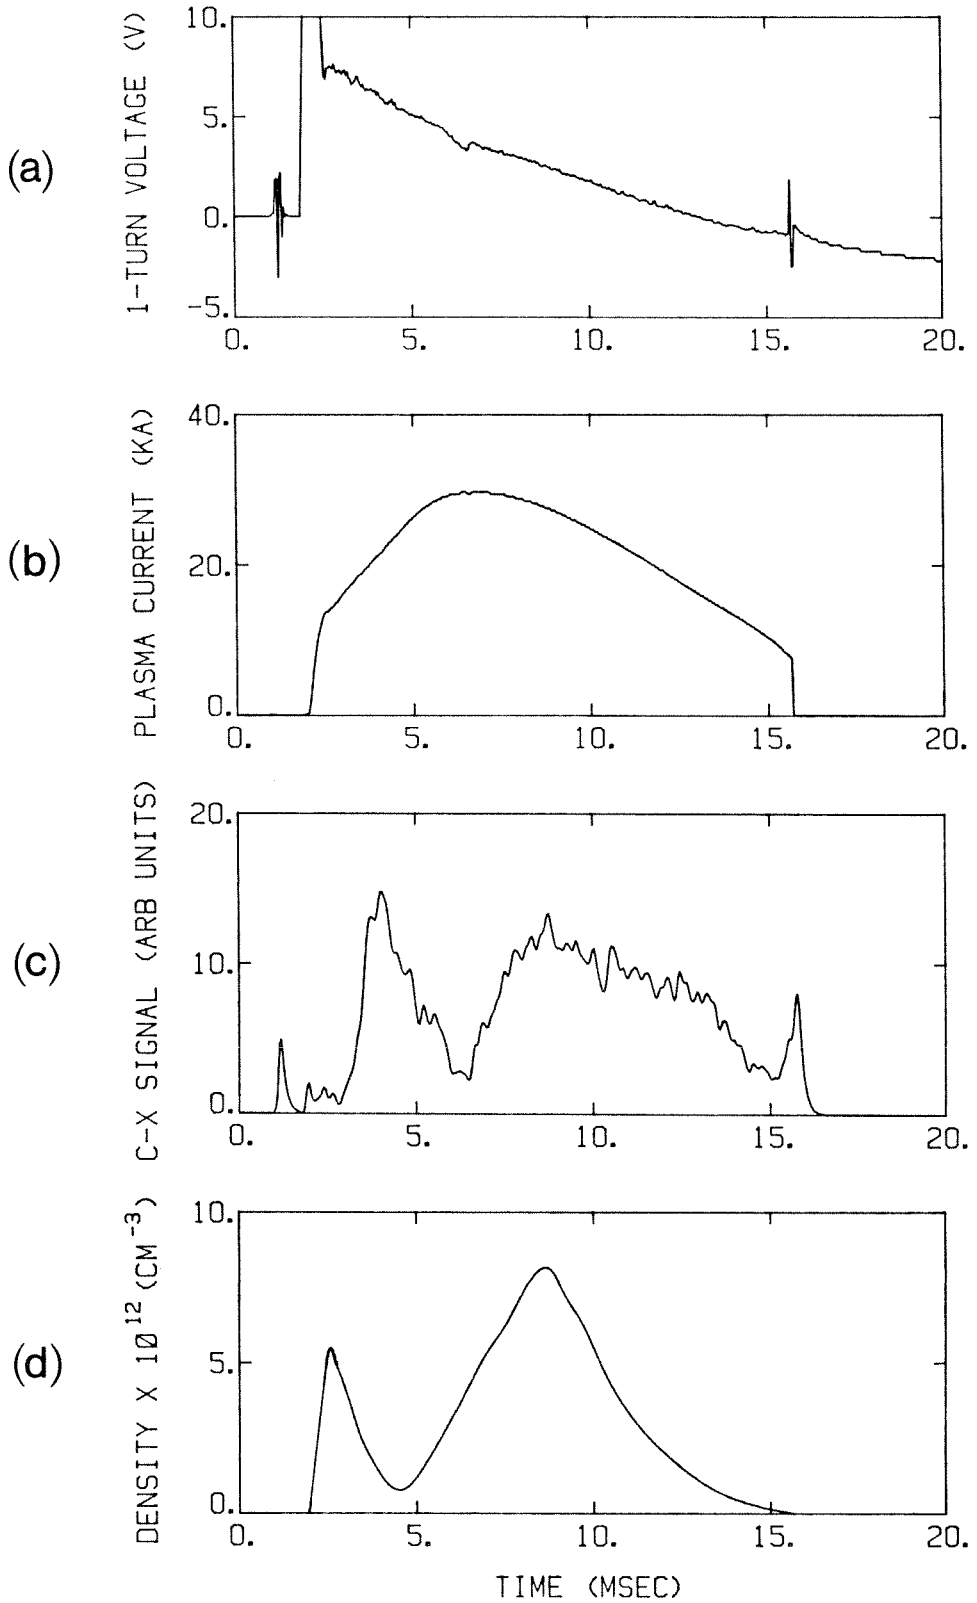 (a)
1-TURN VOLTAGE (V)
10.
5.
0.
-5.
0. 5. 10. 15. 20.
(b)
PLASMA CURRENT (KA)
40.
20.
0.
0. 5. 10. 15. 20.
(c)
C-X SIGNAL (ARB UNITS)
20.
10.
0.
0. 5. 10. 15. 20.
(d)
DENSITY X 10^12 (CM^-3)
10.
5.
0.
0. 5. 10. 15. 20.
TIME (MSEC)